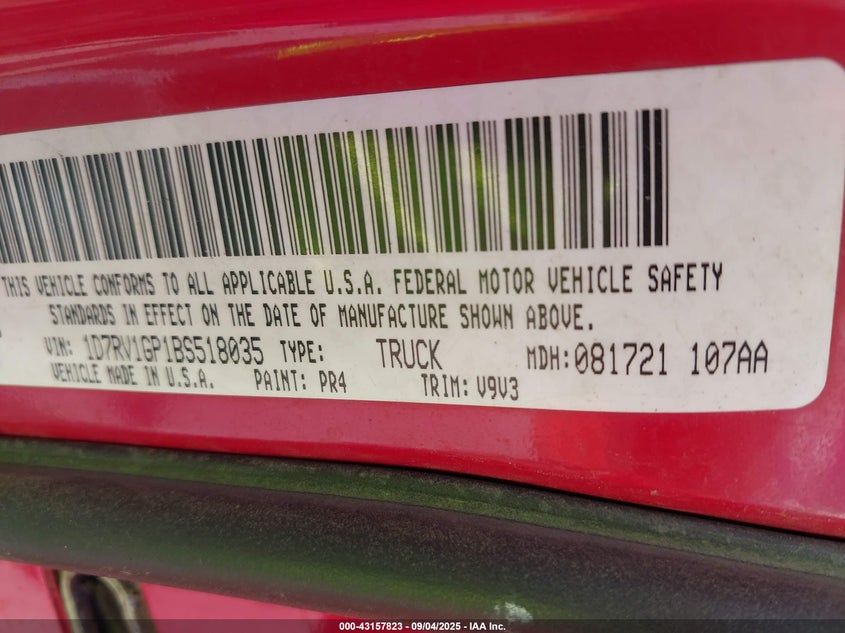 THIS VEHICLE CONFORMS TO ALL APPLICABLE U.S.A. FEDERAL MOTOR VEHICLE SAFETY
STANDARDS IN EFFECT ON THE DATE OF MANUFACTURE SHOWN ABOVE.
VIN: 1D7RV1GP1BS518035 TYPE: TRUCK MDH:081721 107AA
VEHICLE MADE IN U.S.A. PAINT: PR4 TRIM: V9V3
000-43157823 - 09/04/2025 - IAA Inc.